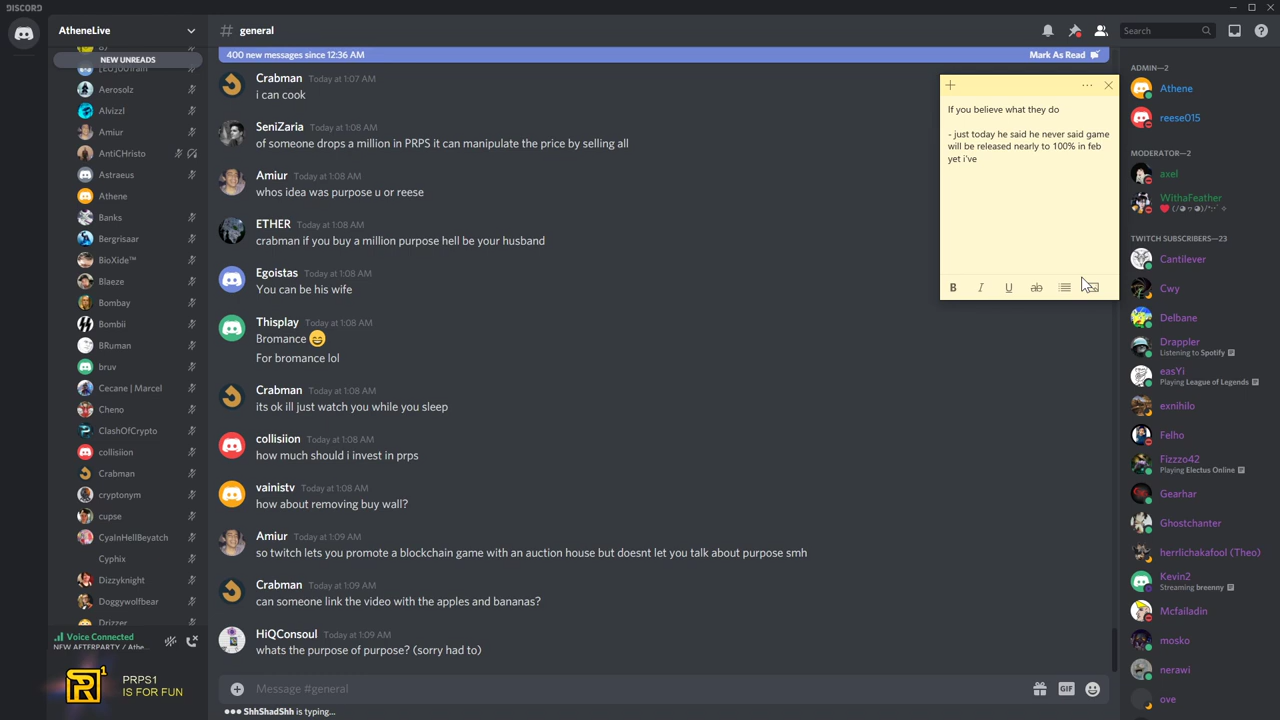 DISCORD
AtheneLive
# general
Search
400 new messages since 12:36 AM
Mark As Read
NEW UNREADS
Aerosolz
Alvizzl
Amiur
AntiCHristo
Astraeus
Athene
Banks
Bergrisaar
BioXide™
Blaeze
Bombay
Bombii
BRuman
bruv
Cecane | Marcel
Cheno
ClashOfCrypto
collisiion
Crabman
cryptonym
cupse
CyaInHellBeyatch
Cyphix
Dizzyknight
Doggywolfbear
Drizzer
Voice Connected
NEW AFTERPARTY / Athe...
PRPS1
IS FOR FUN
Crabman Today at 1:07 AM
i can cook
SeniZaria Today at 1:08 AM
of someone drops a million in PRPS it can manipulate the price by selling all
Amiur Today at 1:08 AM
whos idea was purpose u or reese
ETHER Today at 1:08 AM
crabman if you buy a million purpose hell be your husband
Egoistas Today at 1:08 AM
You can be his wife
Thisplay Today at 1:08 AM
Bromance 😄
For bromance lol
Crabman Today at 1:08 AM
its ok ill just watch you while you sleep
collisiion Today at 1:08 AM
how much should i invest in prps
vainistv Today at 1:08 AM
how about removing buy wall?
Amiur Today at 1:09 AM
so twitch lets you promote a blockchain game with an auction house but doesnt let you talk about purpose smh
Crabman Today at 1:09 AM
can someone link the video with the apples and bananas?
HiQConsoul Today at 1:09 AM
whats the purpose of purpose? (sorry had to)
Message #general
GIF
ShhShadShh is typing...
If you believe what they do
- just today he said he never said game
will be released nearly to 100% in feb
yet i've
B I U ab
ADMIN—2
Athene
reese015
MODERATOR—2
axel
WithaFeather
TWITCH SUBSCRIBERS—23
Cantilever
Cwy
Delbane
Drappler
Listening to Spotify
easYi
Playing League of Legends
exnihilo
Felho
Fizzzo42
Playing Electus Online
Gearhar
Ghostchanter
herrlichakafool (Theo)
Kevin2
Streaming breenny
Mcfailadin
mosko
nerawi
ove